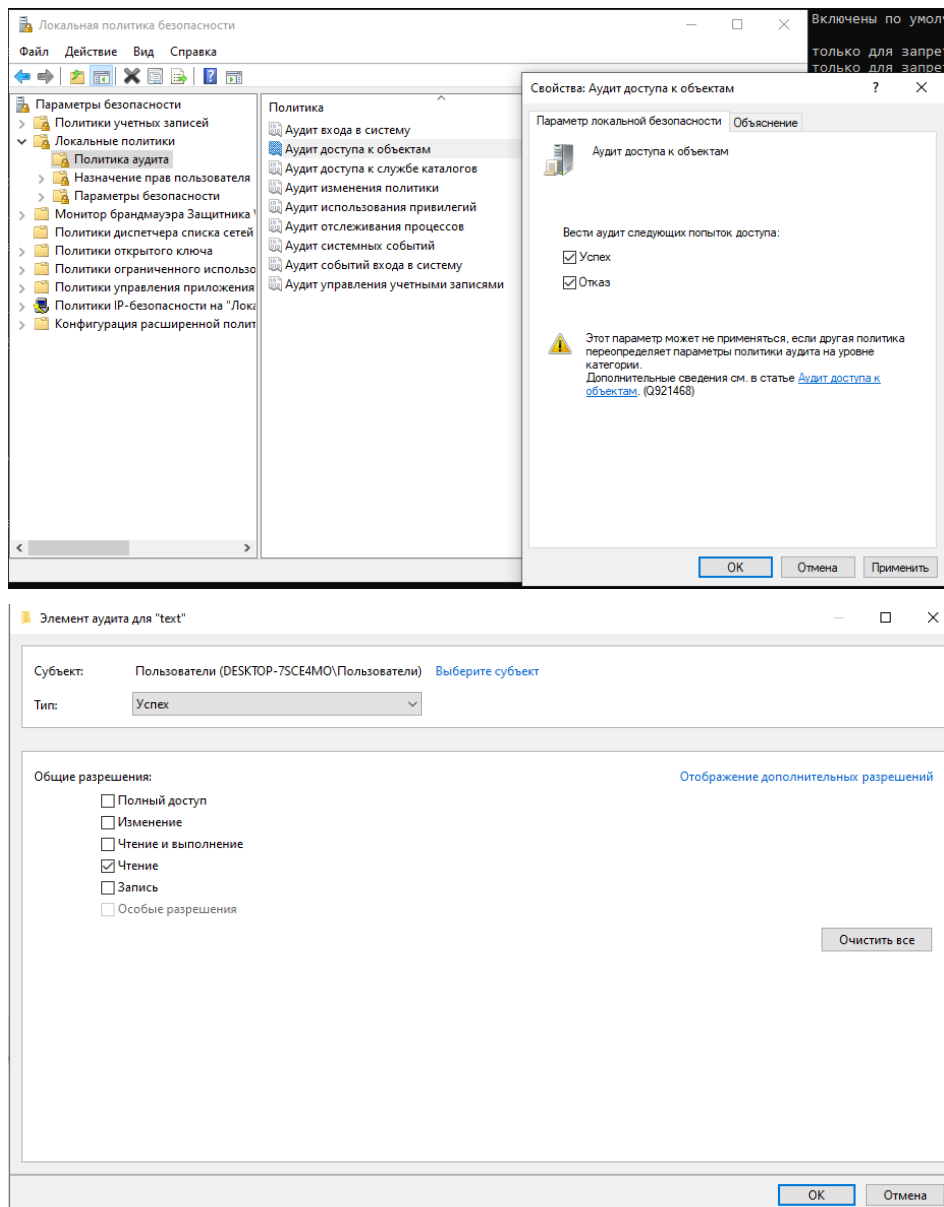 Локальная политика безопасности
Включены по умол
Файл Действие Вид Справка
только для запре
только для запре
Параметры безопасности
Политики учетных записей
Локальные политики
Политика аудита
Назначение прав пользователя
Параметры безопасности
Монитор брандмауэра Защитника
Политики диспетчера списка сетей
Политики открытого ключа
Политики ограниченного использо
Политики управления приложения
Политики IP-безопасности на "Лока
Конфигурация расширенной полит
Политика
Аудит входа в систему
Аудит доступа к объектам
Аудит доступа к службе каталогов
Аудит изменения политики
Аудит использования привилегий
Аудит отслеживания процессов
Аудит системных событий
Аудит событий входа в систему
Аудит управления учетными записями
Свойства: Аудит доступа к объектам
Параметр локальной безопасности Объяснение
Аудит доступа к объектам
Вести аудит следующих попыток доступа:
Успех
Отказ
Этот параметр может не применяться, если другая политика
переопределяет параметры политики аудита на уровне
категории.
Дополнительные сведения см. в статье Аудит доступа к
объектам. (Q921468)
OK Отмена Применить
Элемент аудита для "text"
Субъект: Пользователи (DESKTOP-7SCE4MO\Пользователи) Выберите субъект
Тип: Успех
Общие разрешения: Отображение дополнительных разрешений
Полный доступ
Изменение
Чтение и выполнение
Чтение
Запись
Особые разрешения
Очистить все
OK Отмена